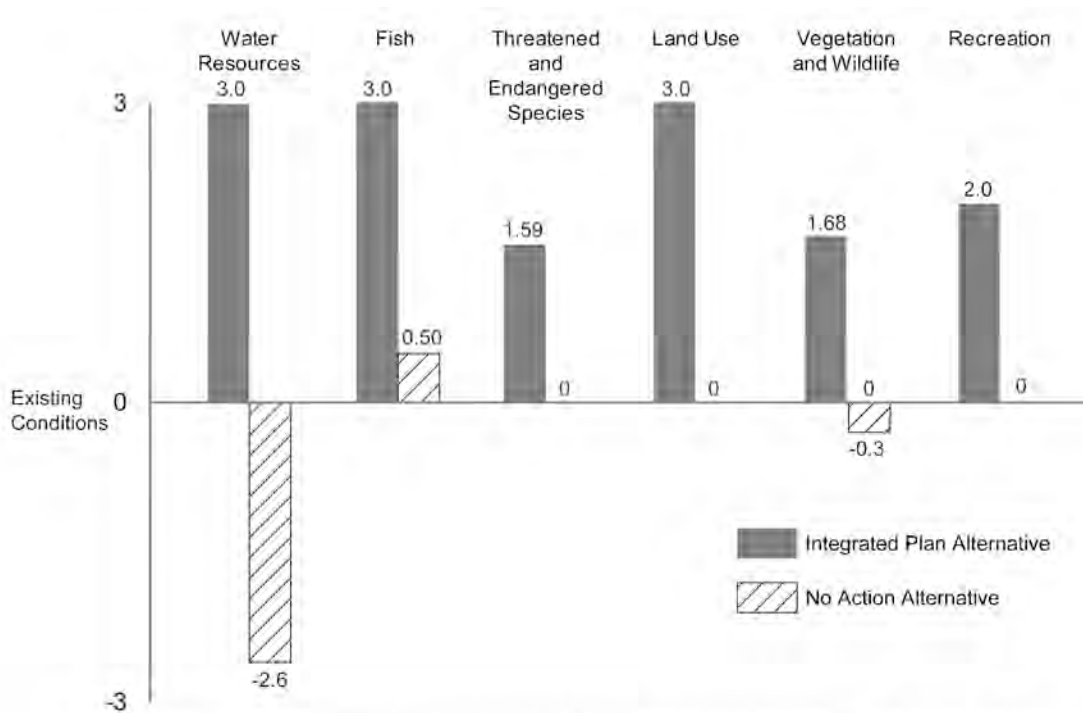 Water
Resources
Fish
Threatened
and
Endangered
Species
Land Use
Vegetation
and Wildlife
Recreation
3
3.0
3.0
1.59
3.0
1.68
2.0
0.50
0
0
0
0
Existing
Conditions
0
-0.3
Integrated Plan Alternative
No Action Alternative
-2.6
-3